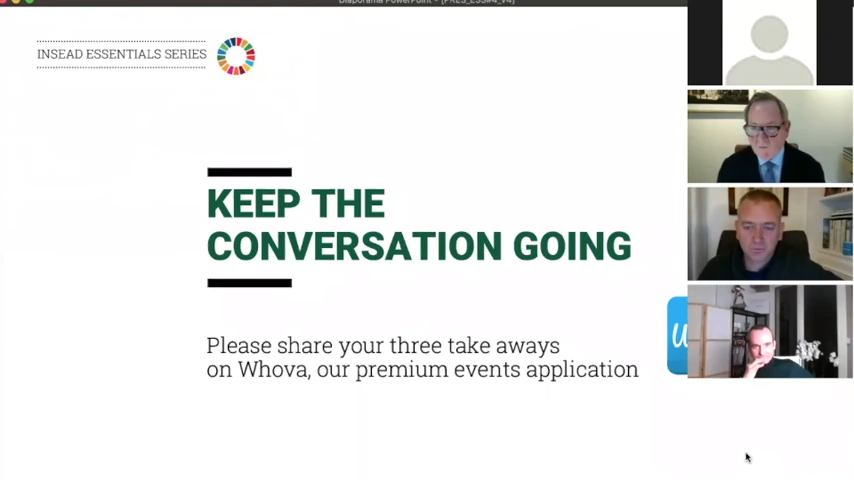 INSEAD ESSENTIALS SERIES
KEEP THE
CONVERSATION GOING
Please share your three take aways
on Whova, our premium events application